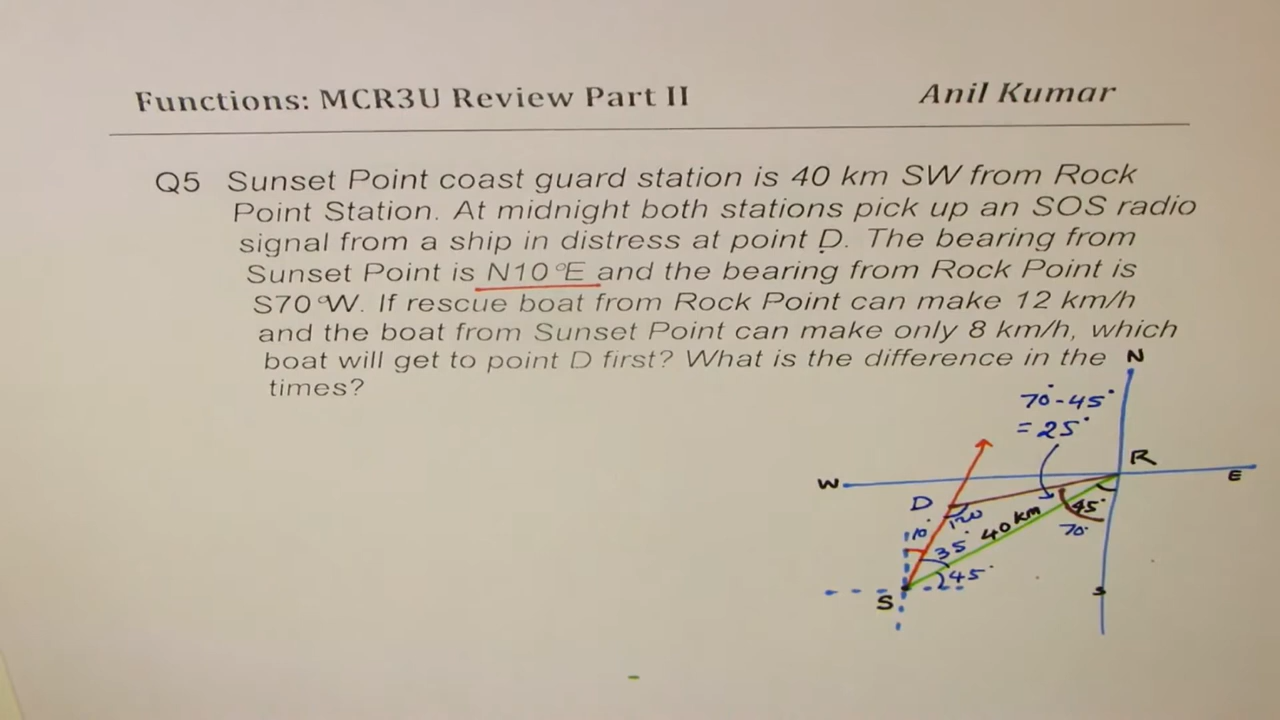 Functions: MCR3U Review Part II Anil Kumar
Q5 Sunset Point coast guard station is 40 km SW from Rock
Point Station. At midnight both stations pick up an SOS radio
signal from a ship in distress at point D. The bearing from
Sunset Point is N10°E and the bearing from Rock Point is
S70°W. If rescue boat from Rock Point can make 12 km/h
and the boat from Sunset Point can make only 8 km/h, which
boat will get to point D first? What is the difference in the
times?
N
70°-45°
= 25°
R
W
E
D
120
45°
10°
40 km
70°
35°
45°
S
S